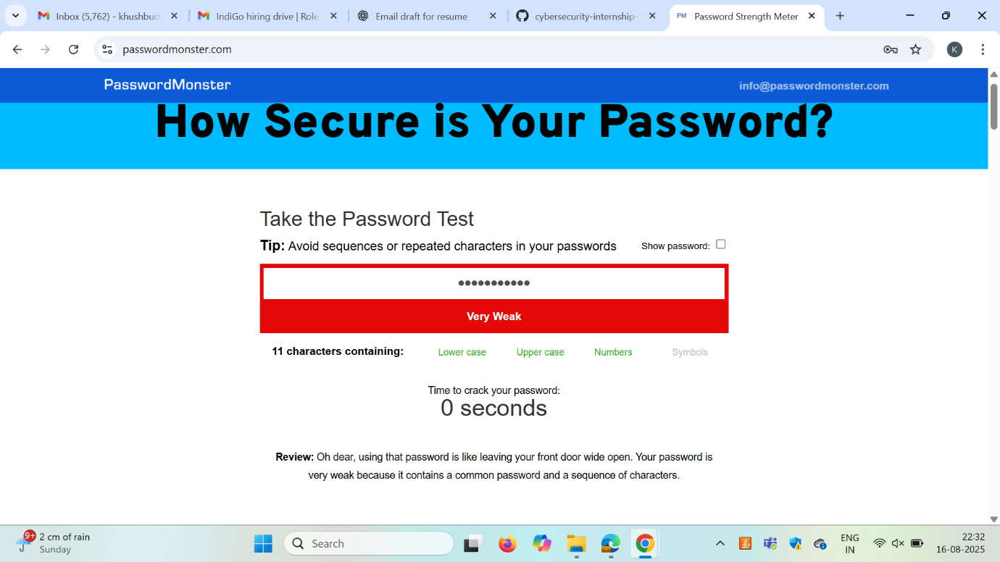 Inbox (5,762) - khushbuch
IndiGo hiring drive | Role:
Email draft for resume
cybersecurity-internship-
PM Password Strength Meter
passwordmonster.com
K
PasswordMonster
info@passwordmonster.com
How Secure is Your Password?
Take the Password Test
Tip: Avoid sequences or repeated characters in your passwords
Show password:
•••••••••••
Very Weak
11 characters containing: Lower case Upper case Numbers Symbols
Time to crack your password:
0 seconds
Review: Oh dear, using that password is like leaving your front door wide open. Your password is
very weak because it contains a common password and a sequence of characters.
9+
2 cm of rain
Sunday
Search
ENG
IN
22:32
16-08-2025